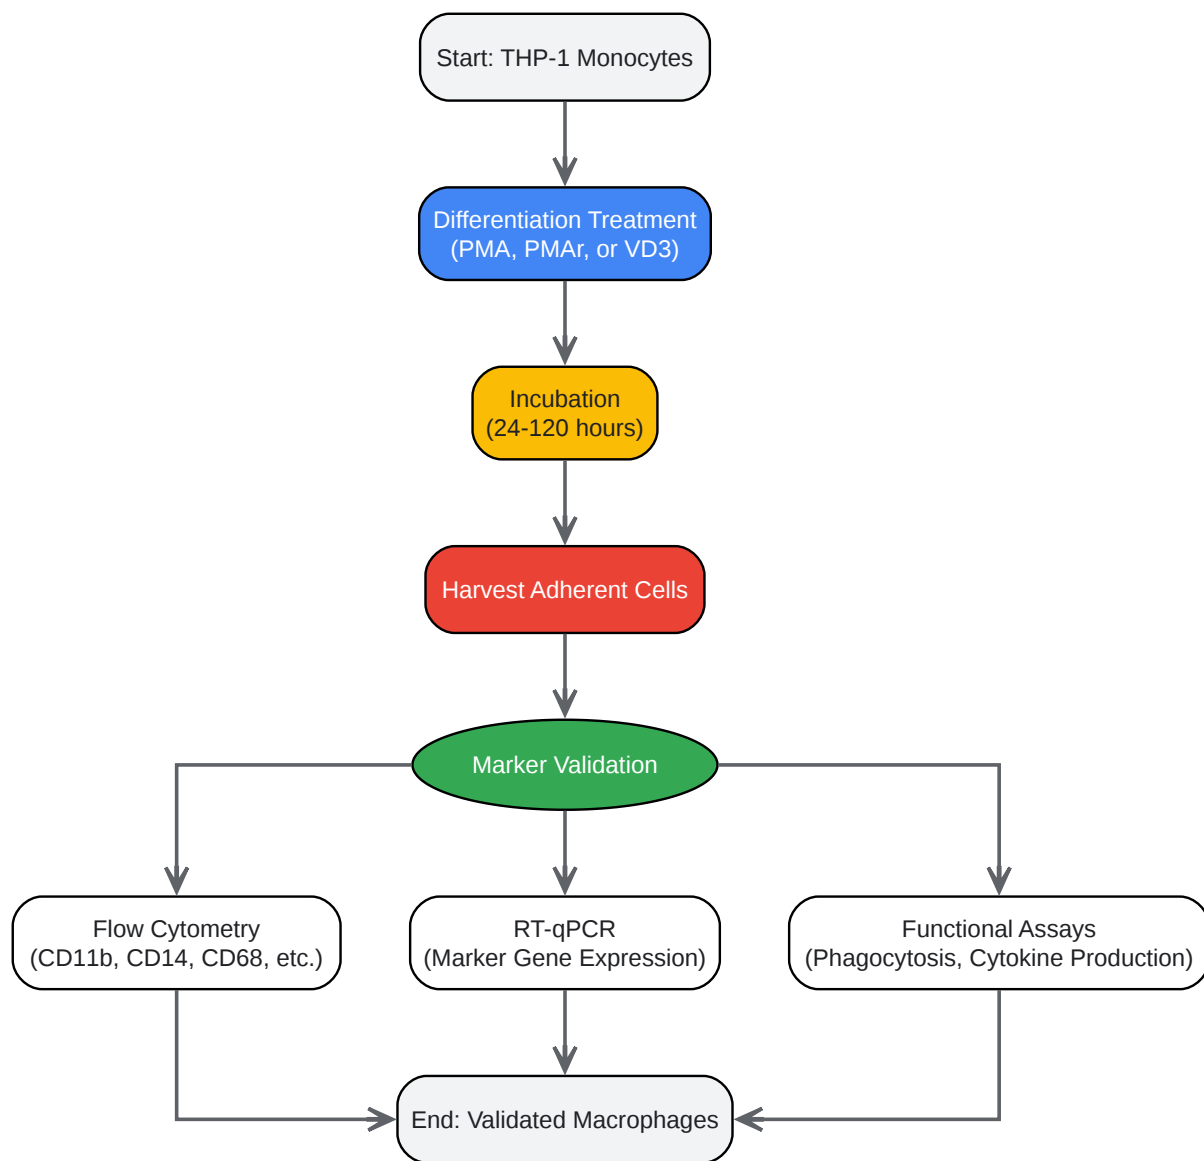 Start: THP-1 Monocytes
Differentiation Treatment
(PMA, PMAr, or VD3)
Incubation
(24-120 hours)
Harvest Adherent Cells
Marker Validation
Flow Cytometry
(CD11b, CD14, CD68, etc.)
RT-qPCR
(Marker Gene Expression)
Functional Assays
(Phagocytosis, Cytokine Production)
End: Validated Macrophages